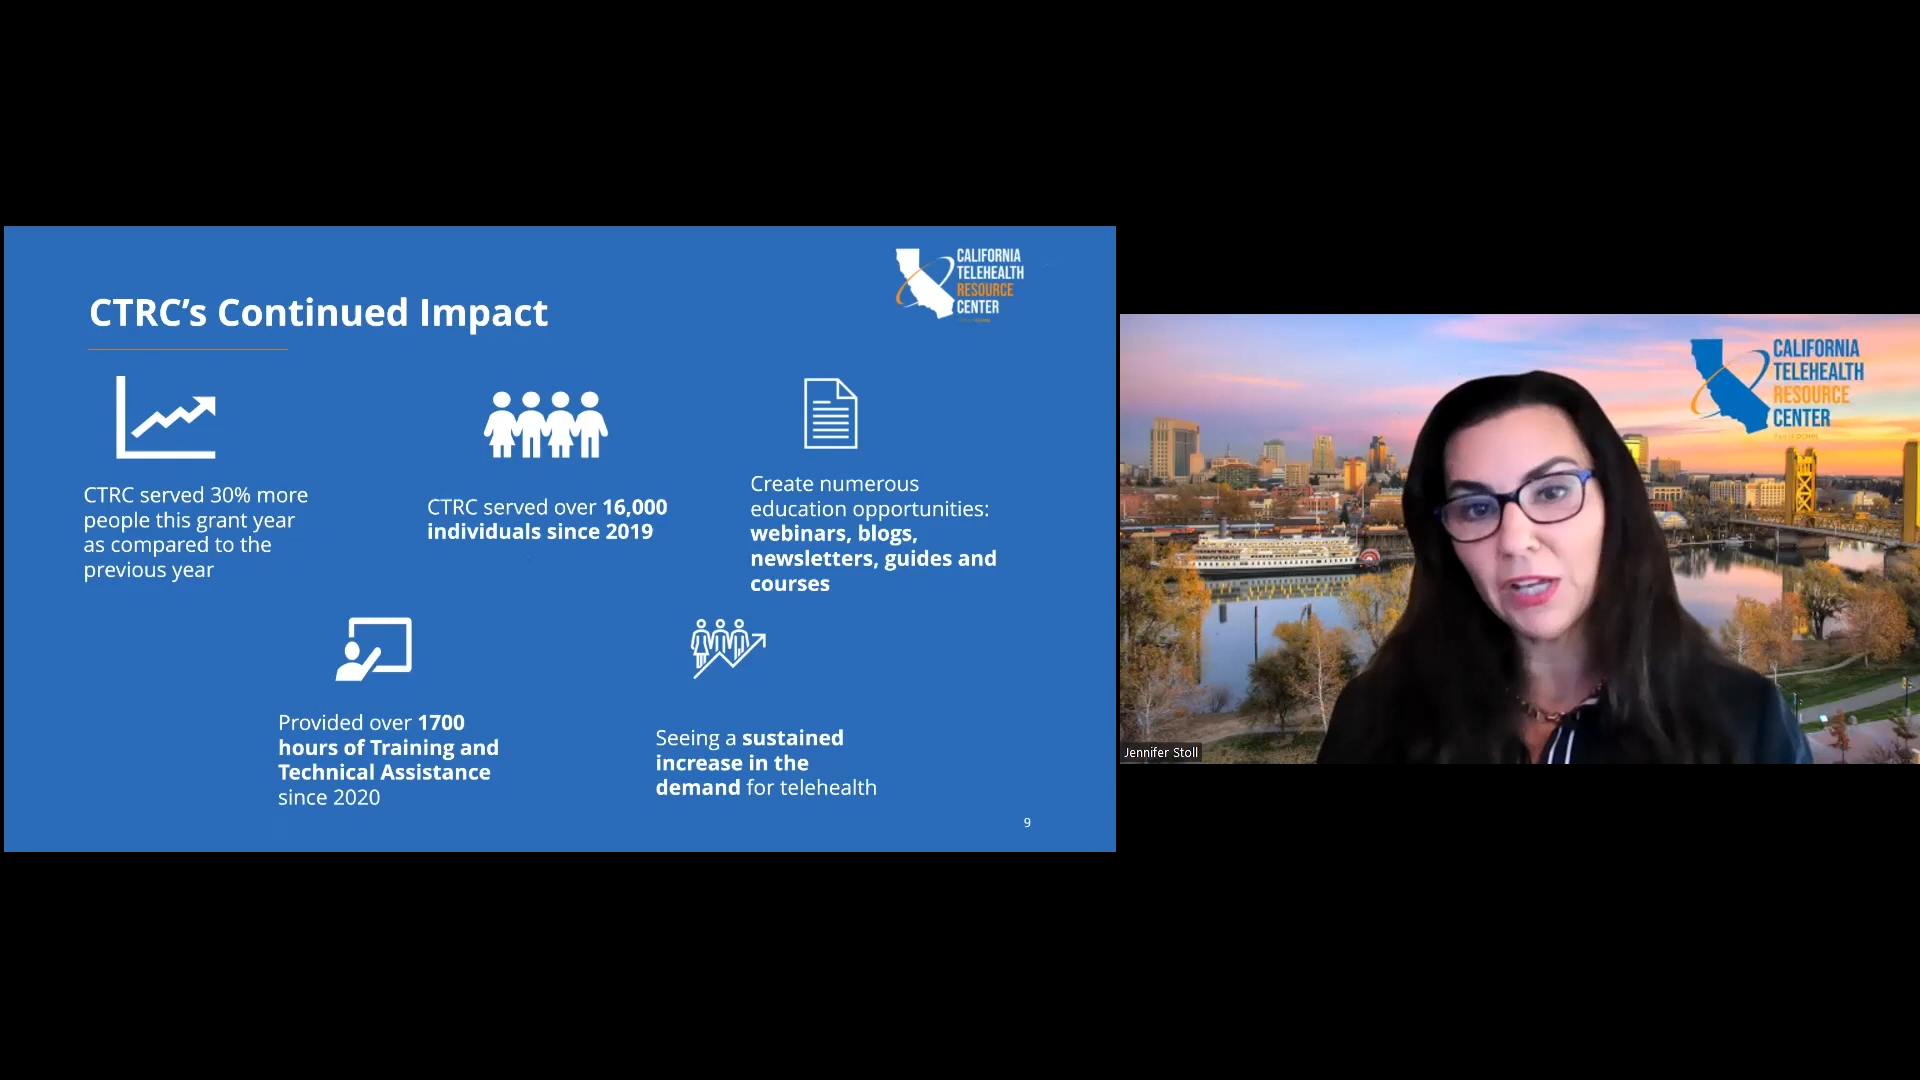 CALIFORNIA
TELEHEALTH
RESOURCE
CENTER
CTRC’s Continued Impact
CTRC served 30% more
people this grant year
as compared to the
previous year
CTRC served over 16,000
individuals since 2019
Create numerous
education opportunities:
webinars, blogs,
newsletters, guides and
courses
Provided over 1700
hours of Training and
Technical Assistance
since 2020
Seeing a sustained
increase in the
demand for telehealth
9
CALIFORNIA
TELEHEALTH
RESOURCE
CENTER
Jennifer Stoll